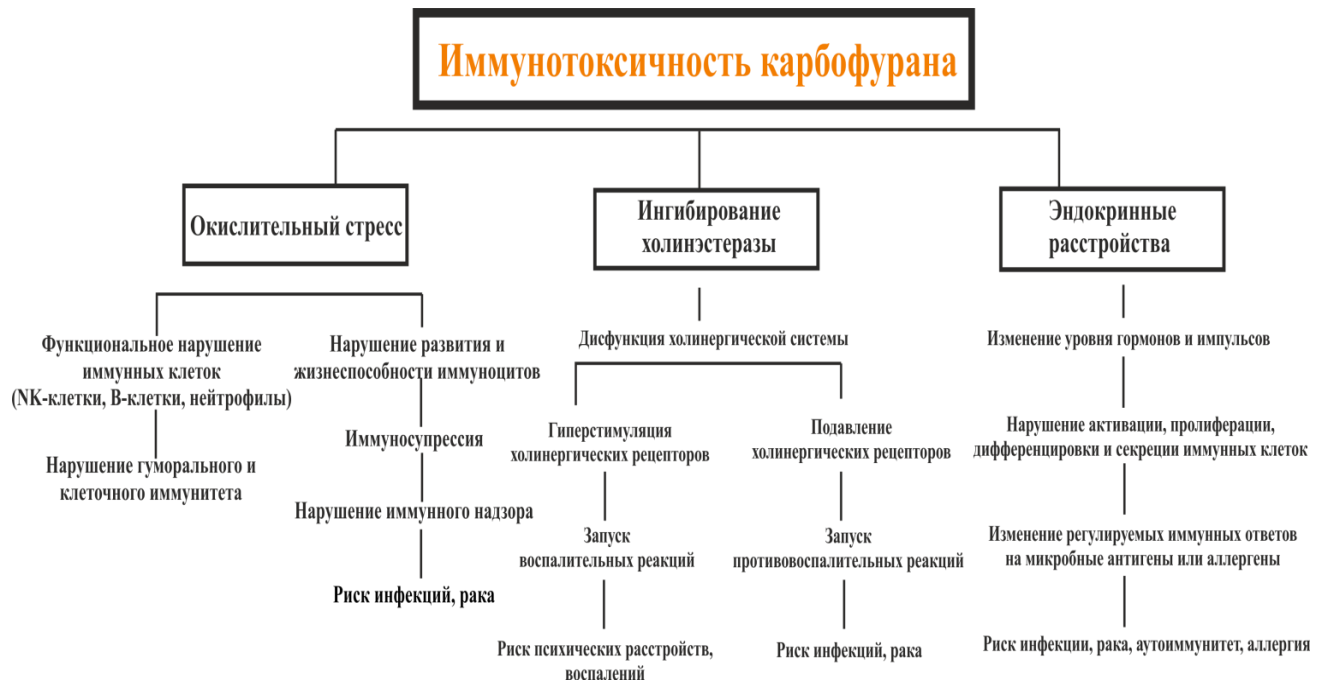 Иммунотоксичность карбофурана
Окислительный стресс
Функциональное нарушение
иммунных клеток
(NK-клетки, В-клетки, нейтрофилы)
Нарушение гуморального и
клеточного иммунитета
Нарушение развития и
жизнеспособности иммуноцитов
Иммуносупрессия
Нарушение иммунного надзора
Риск инфекций, рака
Ингибирование
холинэстеразы
Дисфункция холинергической системы
Гиперстимуляция
холинергических рецепторов
Запуск
воспалительных реакций
Риск психических расстройств,
воспалений
Подавление
холинергических рецепторов
Запуск
противовоспалительных реакций
Риск инфекций, рака
Эндокринные
расстройства
Изменение уровня гормонов и импульсов
Нарушение активации, пролиферации,
дифференцировки и секреции иммунных клеток
Изменение регулируемых иммунных ответов
на микробные антигены или аллергены
Риск инфекции, рака, аутоиммунитет, аллергия